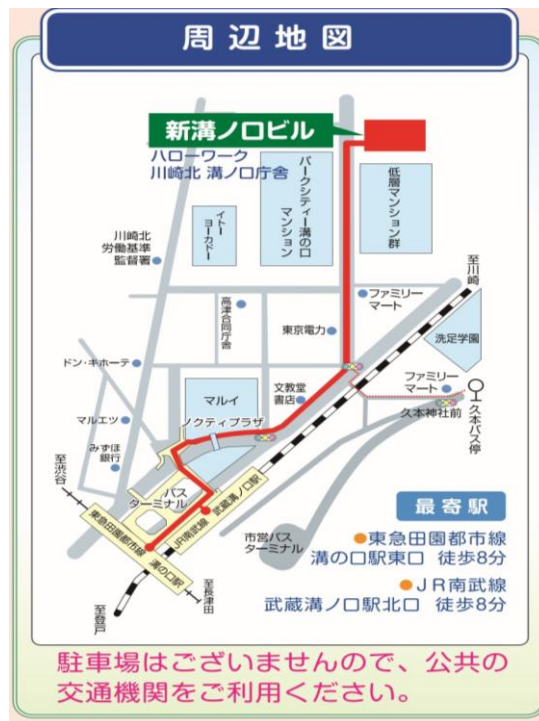 周辺地図
新溝ノ口ビル
ハローワーク
川崎北 溝ノ口庁舎
パークシティー溝の口
マンション
低層マンション群
イトー
ヨーカドー
川崎北
労働基準
監督署
至川崎
ファミリー
マート
高津合同庁舎
東京電力
洗足学園
ドン・キホーテ
マルイ
文教堂
書店
ファミリー
マート
マルエツ
ノクティプラザ
久本神社前
久本バス停
みずほ
銀行
至渋谷
バス
ターミナル
武蔵溝ノ口駅
JR南武線
東急田園都市線
溝の口駅
市営バス
ターミナル
至長津田
至登戸
最寄駅
●東急田園都市線
溝の口駅東口 徒歩8分
●JR南武線
武蔵溝ノ口駅北口 徒歩8分
駐車場はございませんので、公共の
交通機関をご利用ください。